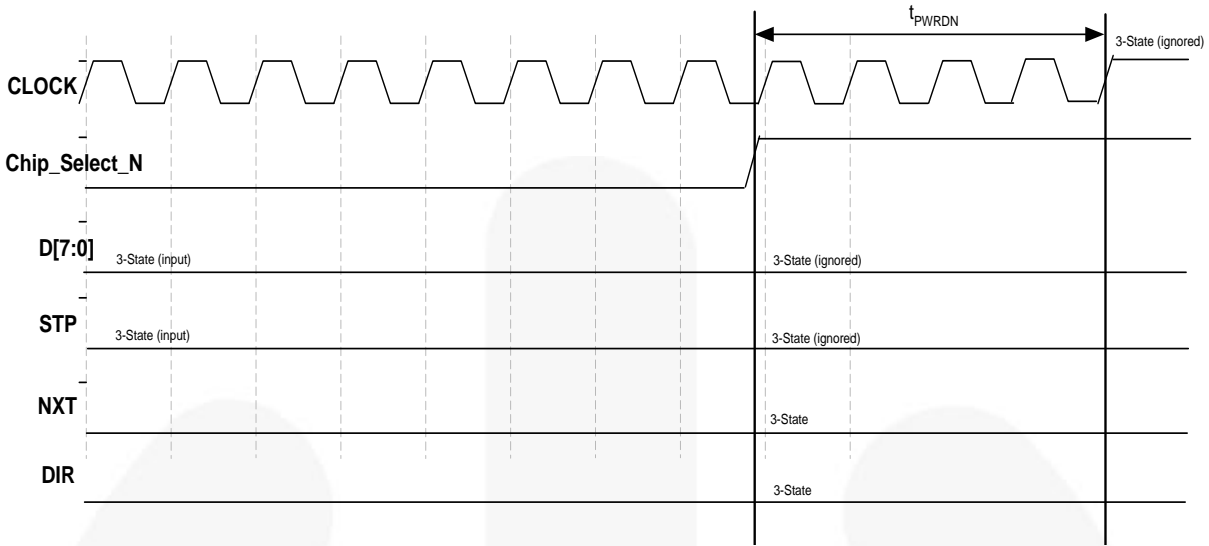 t_PWRDN
3-State (ignored)
CLOCK
Chip_Select_N
D[7:0]
3-State (input)
3-State (ignored)
STP
3-State (input)
3-State (ignored)
NXT
3-State
DIR
3-State